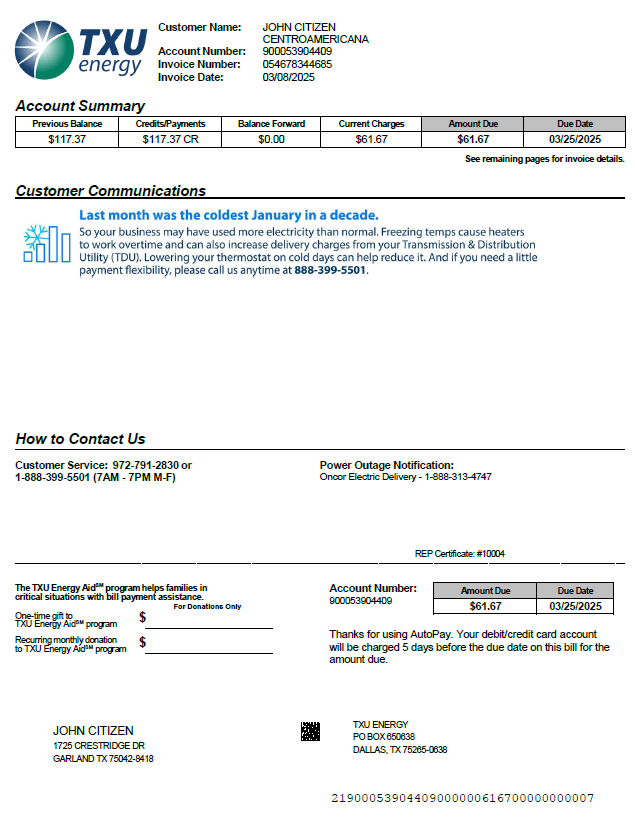 TXU
energy
Customer Name: JOHN CITIZEN
CENTROAMERICANA
Account Number: 900053904409
Invoice Number: 054678344685
Invoice Date: 03/08/2025
Account Summary
Previous Balance Credits/Payments Balance Forward Current Charges Amount Due Due Date
$117.37 $117.37 CR $0.00 $61.67 $61.67 03/25/2025
See remaining pages for invoice details.
Customer Communications
Last month was the coldest January in a decade.
So your business may have used more electricity than normal. Freezing temps cause heaters
to work overtime and can also increase delivery charges from your Transmission & Distribution
Utility (TDU). Lowering your thermostat on cold days can help reduce it. And if you need a little
payment flexibility, please call us anytime at 888-399-5501.
How to Contact Us
Customer Service: 972-791-2830 or
1-888-399-5501 (7AM - 7PM M-F)
Power Outage Notification:
Oncor Electric Delivery - 1-888-313-4747
REP Certificate: #10004
The TXU Energy Aid℠ program helps families in
critical situations with bill payment assistance.
For Donations Only
One-time gift to
TXU Energy Aid℠ program $
Recurring monthly donation
to TXU Energy Aid℠ program $
Account Number:
900053904409
Amount Due Due Date
$61.67 03/25/2025
Thanks for using AutoPay. Your debit/credit card account
will be charged 5 days before the due date on this bill for the
amount due.
JOHN CITIZEN
1725 CRESTRIDGE DR
GARLAND TX 75042-8418
TXU ENERGY
PO BOX 650638
DALLAS, TX 75265-0638
219000539044090000006167000000000007